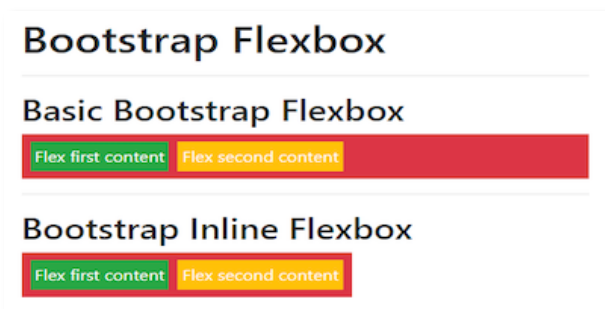 Bootstrap Flexbox
Basic Bootstrap Flexbox
Flex first content Flex second content
Bootstrap Inline Flexbox
Flex first content Flex second content